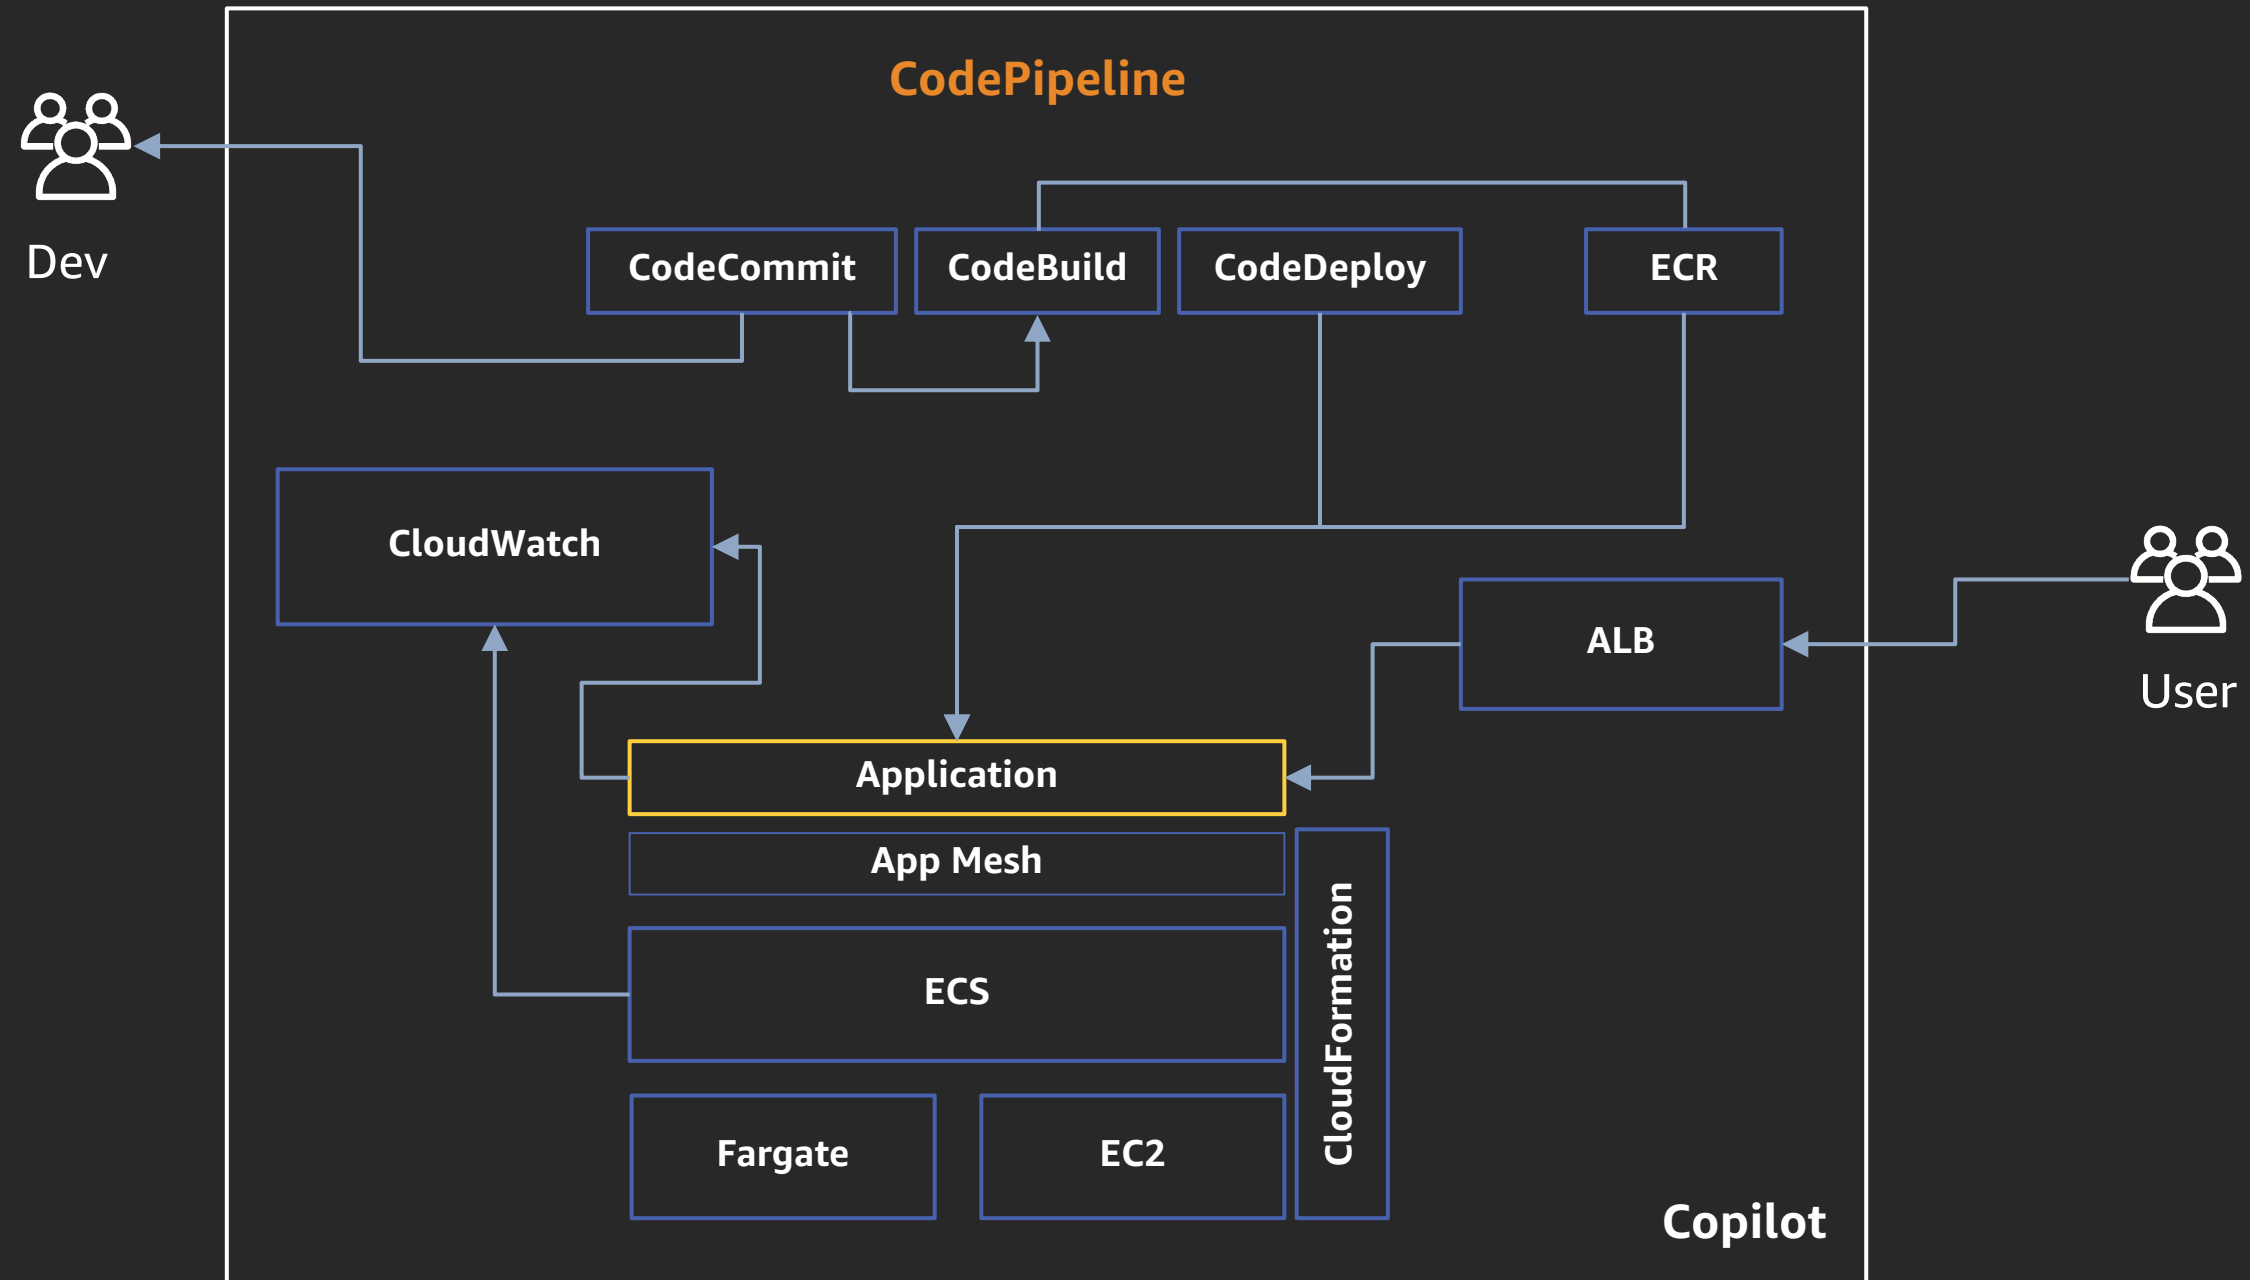 CodePipeline
Dev
CodeCommit
CodeBuild
CodeDeploy
ECR
CloudWatch
ALB
User
Application
App Mesh
ECS
CloudFormation
Fargate
EC2
Copilot